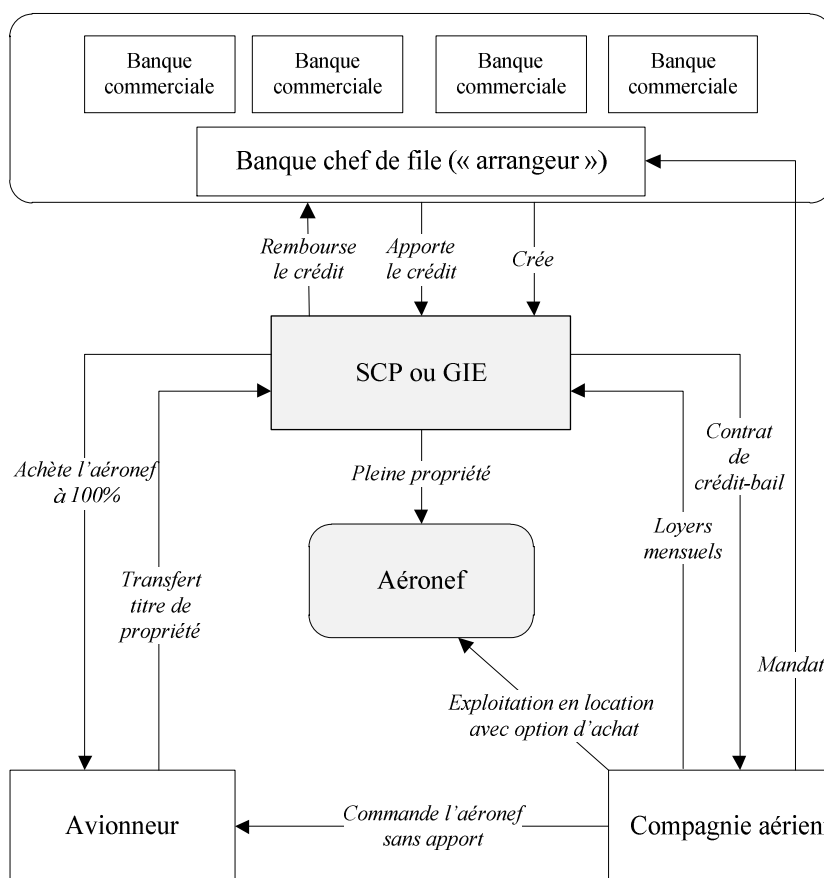 Banque
commerciale
Banque
commerciale
Banque
commerciale
Banque
commerciale
Banque chef de file (« arrangeur »)
Rembourse
le crédit
Apporte
le crédit
Crée
SCP ou GIE
Achète l’aéronef
à 100%
Pleine propriété
Contrat
de
crédit-bail
Loyers
mensuels
Transfert
titre de
propriété
Aéronef
Mandat
Exploitation en location
avec option d’achat
Avionneur
Commande l’aéronef
sans apport
Compagnie